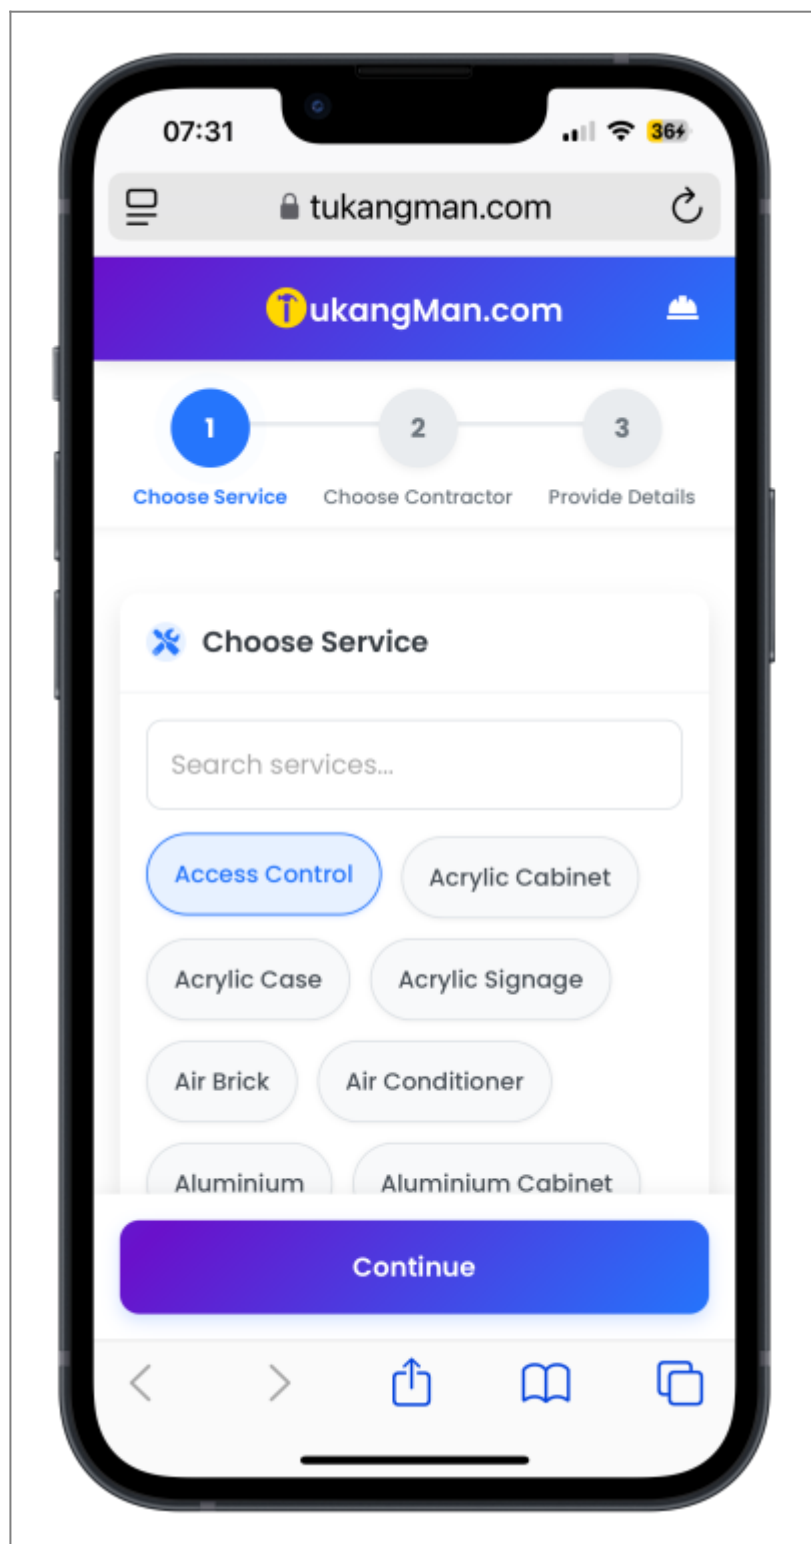 07:31
36
tukangman.com
TukangMan.com
1
2
3
Choose Service
Choose Contractor
Provide Details
Choose Service
Search services...
Access Control
Acrylic Cabinet
Acrylic Case
Acrylic Signage
Air Brick
Air Conditioner
Aluminium
Aluminium Cabinet
Continue